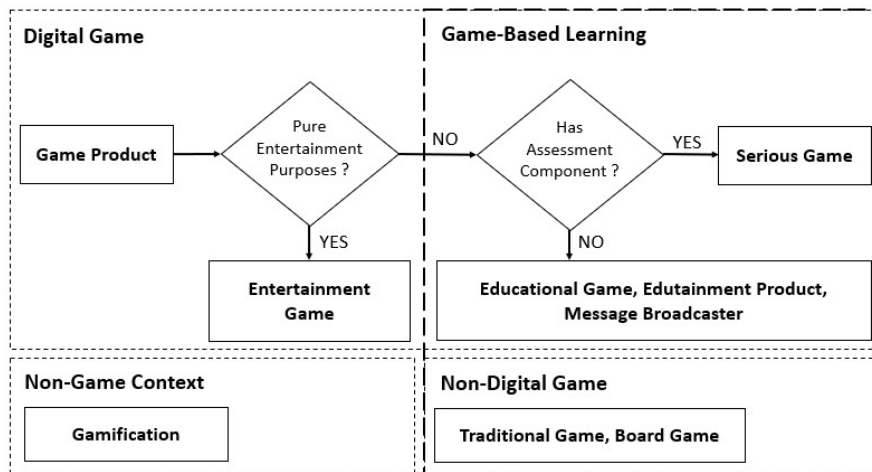 Digital Game
Game-Based Learning
Game Product
Pure
Entertainment
Purposes ?
NO
Has
Assessment
Component ?
YES
Serious Game
YES
NO
Entertainment
Game
Educational Game, Edutainment Product,
Message Broadcaster
Non-Game Context
Non-Digital Game
Gamification
Traditional Game, Board Game